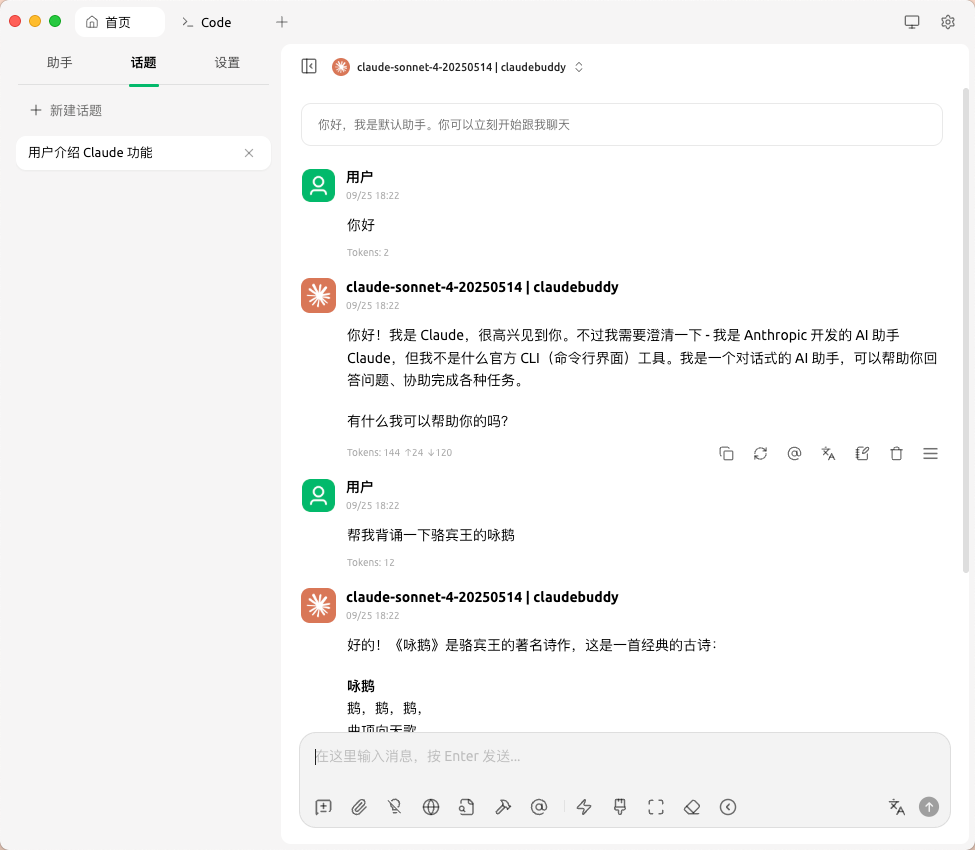 首页
Code
助手
话题
设置
新建话题
用户介绍 Claude 功能
claude-sonnet-4-20250514 | claudebuddy
你好，我是默认助手。你可以立刻开始跟我聊天
用户
09/25 18:22
你好
Tokens: 2
claude-sonnet-4-20250514 | claudebuddy
09/25 18:22
你好！我是 Claude，很高兴见到你。不过我需要澄清一下 - 我是 Anthropic 开发的 AI 助手
Claude，但我不是什么官方 CLI（命令行界面）工具。我是一个对话式的 AI 助手，可以帮助你回
答问题、协助完成各种任务。
有什么我可以帮助你的吗？
Tokens: 144 ↑24 ↓120
用户
09/25 18:22
帮我背诵一下骆宾王的咏鹅
Tokens: 12
claude-sonnet-4-20250514 | claudebuddy
09/25 18:22
好的！《咏鹅》是骆宾王的著名诗作，这是一首经典的古诗：
咏鹅
鹅，鹅，鹅，
曲项向天歌
在这里输入消息，按 Enter 发送...